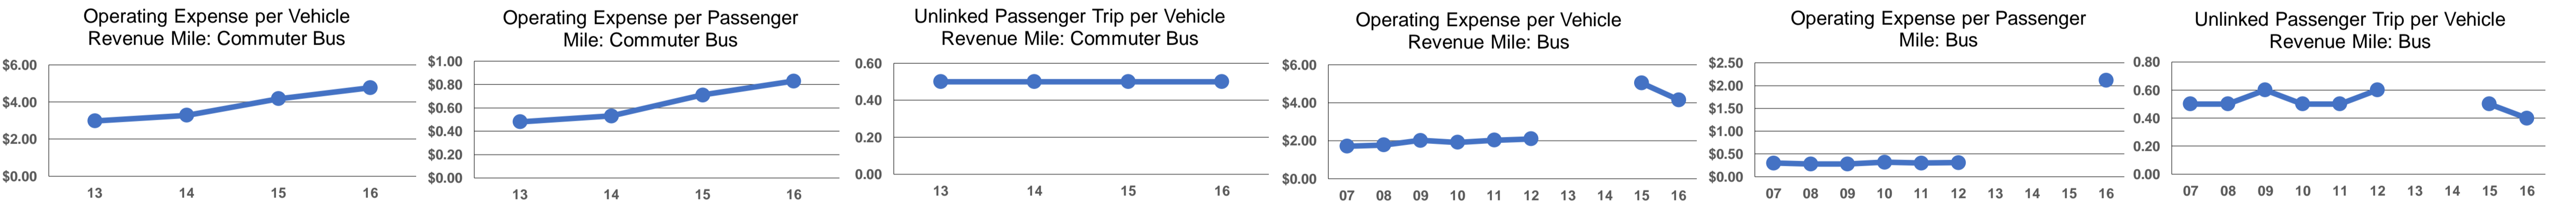 Operating Expense per Vehicle
Revenue Mile: Commuter Bus
$6.00
$4.00
$2.00
$0.00
13 14 15 16
Operating Expense per Passenger
Mile: Commuter Bus
$1.00
$0.80
$0.60
$0.40
$0.20
$0.00
13 14 15 16
Unlinked Passenger Trip per Vehicle
Revenue Mile: Commuter Bus
0.60
0.40
0.20
0.00
13 14 15 16
Operating Expense per Vehicle
Revenue Mile: Bus
$6.00
$4.00
$2.00
$0.00
07 08 09 10 11 12 13 14 15 16
Operating Expense per Passenger
Mile: Bus
$2.50
$2.00
$1.50
$1.00
$0.50
$0.00
07 08 09 10 11 12 13 14 15 16
Unlinked Passenger Trip per Vehicle
Revenue Mile: Bus
0.80
0.60
0.40
0.20
0.00
07 08 09 10 11 12 13 14 15 16